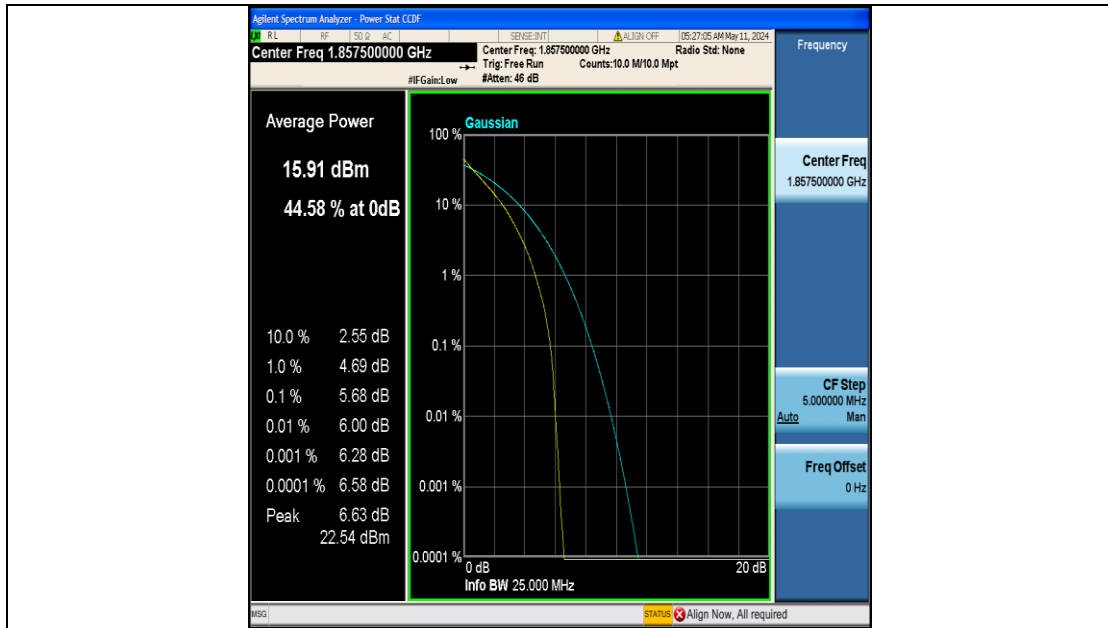 Agilent Spectrum Analyzer - Power Stat CCDF
RL RF 50 Ω AC SENSE:INT ALIGN OFF 05:27:05 AM May 11, 2024
Center Freq 1.857500000 GHz
Center Freq: 1.857500000 GHz Radio Std: None
Trig: Free Run Counts:10.0 M/10.0 Mpt
#IFGain:Low #Atten: 46 dB
Frequency
Average Power
15.91 dBm
44.58 % at 0dB
10.0 % 2.55 dB
1.0 % 4.69 dB
0.1 % 5.68 dB
0.01 % 6.00 dB
0.001 % 6.28 dB
0.0001 % 6.58 dB
Peak 6.63 dB
22.54 dBm
Gaussian
100 %
10 %
1 %
0.1 %
0.01 %
0.001 %
0.0001 %
0 dB 20 dB
Info BW 25.000 MHz
Center Freq
1.857500000 GHz
CF Step
5.000000 MHz
Auto Man
Freq Offset
0 Hz
MSG STATUS Align Now, All required